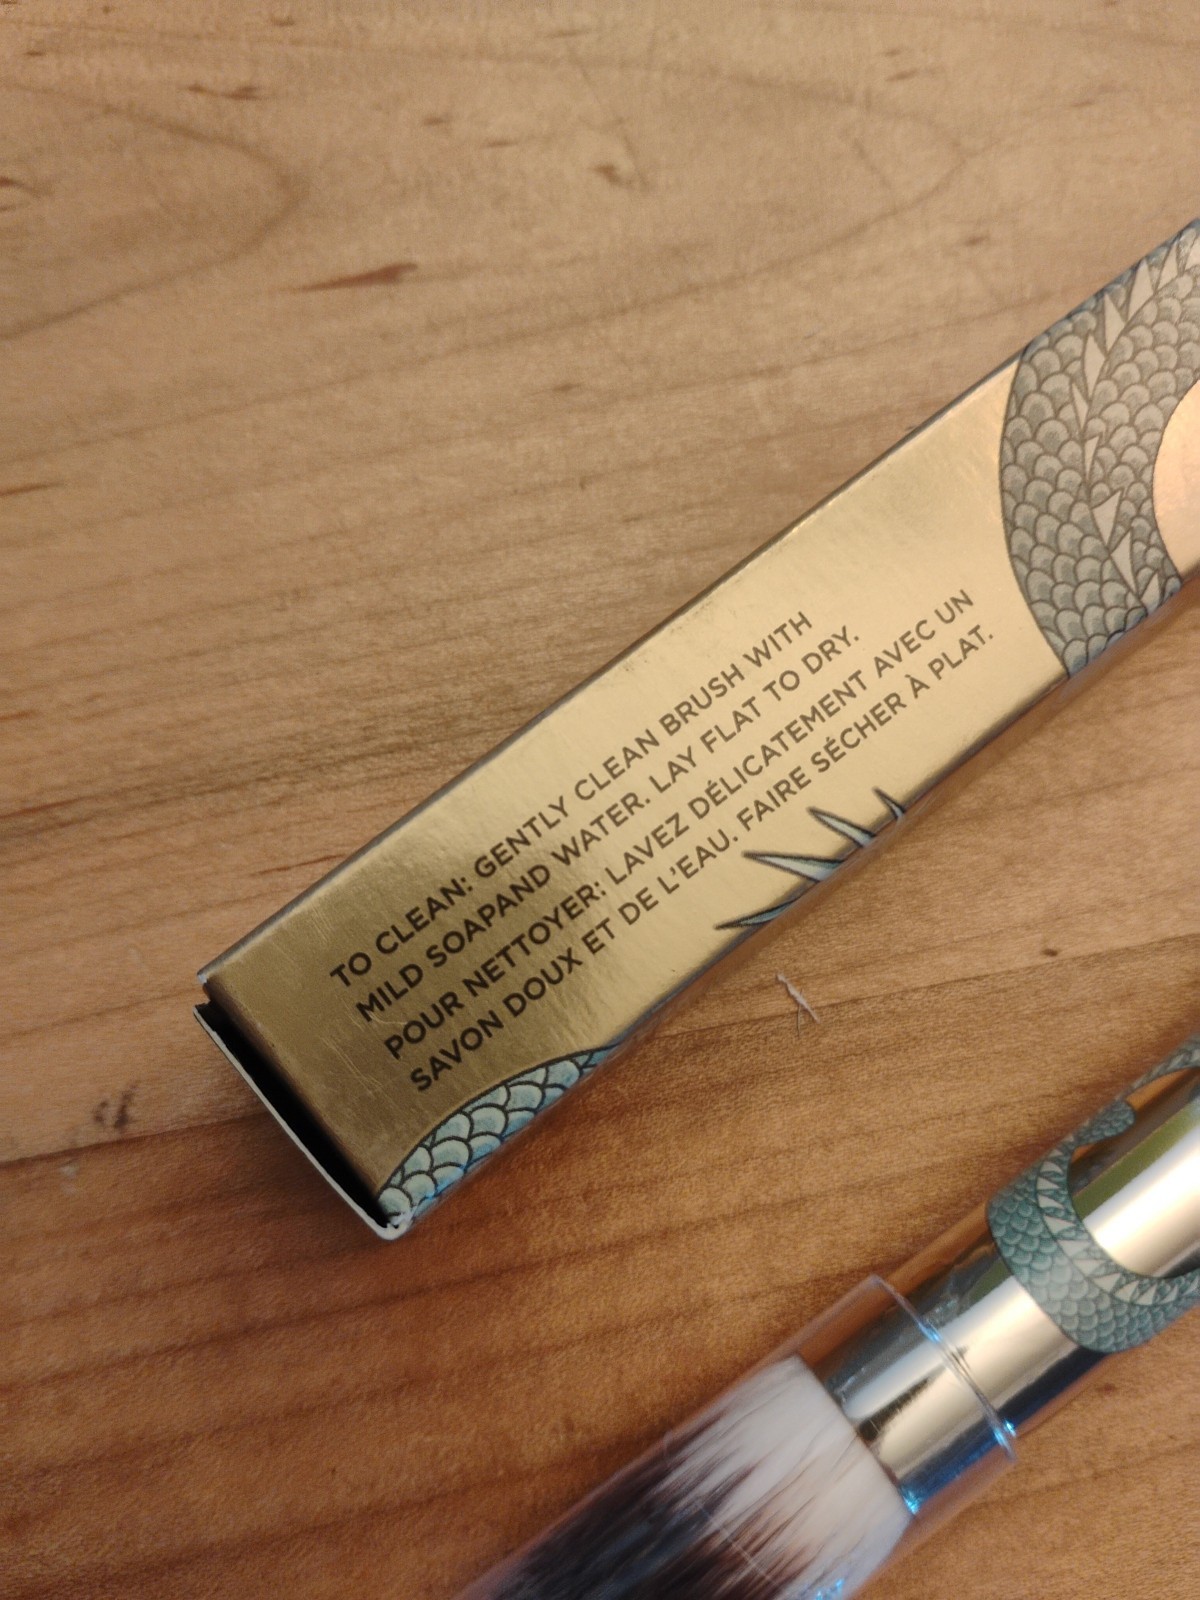 TO CLEAN: GENTLY CLEAN BRUSH WITH
MILD SOAPAND WATER. LAY FLAT TO DRY.
POUR NETTOYER: LAVEZ DÉLICATEMENT AVEC UN
SAVON DOUX ET DE L'EAU. FAIRE SÉCHER À PLAT.